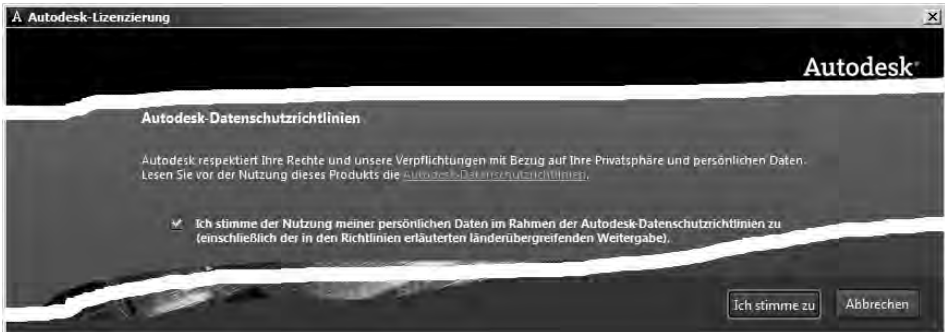 Autodesk-Lizenzierung
Autodesk
Autodesk-Datenschutzrichtlinien
Autodesk respektiert Ihre Rechte und unsere Verpflichtungen mit Bezug auf Ihre Privatsphäre und persönlichen Daten.
Lesen Sie vor der Nutzung dieses Produkts die Autodesk-Datenschutzrichtlinien.
Ich stimme der Nutzung meiner persönlichen Daten im Rahmen der Autodesk-Datenschutzrichtlinien zu
(einschließlich der in den Richtlinien erläuterten länderübergreifenden Weitergabe).
Ich stimme zu
Abbrechen